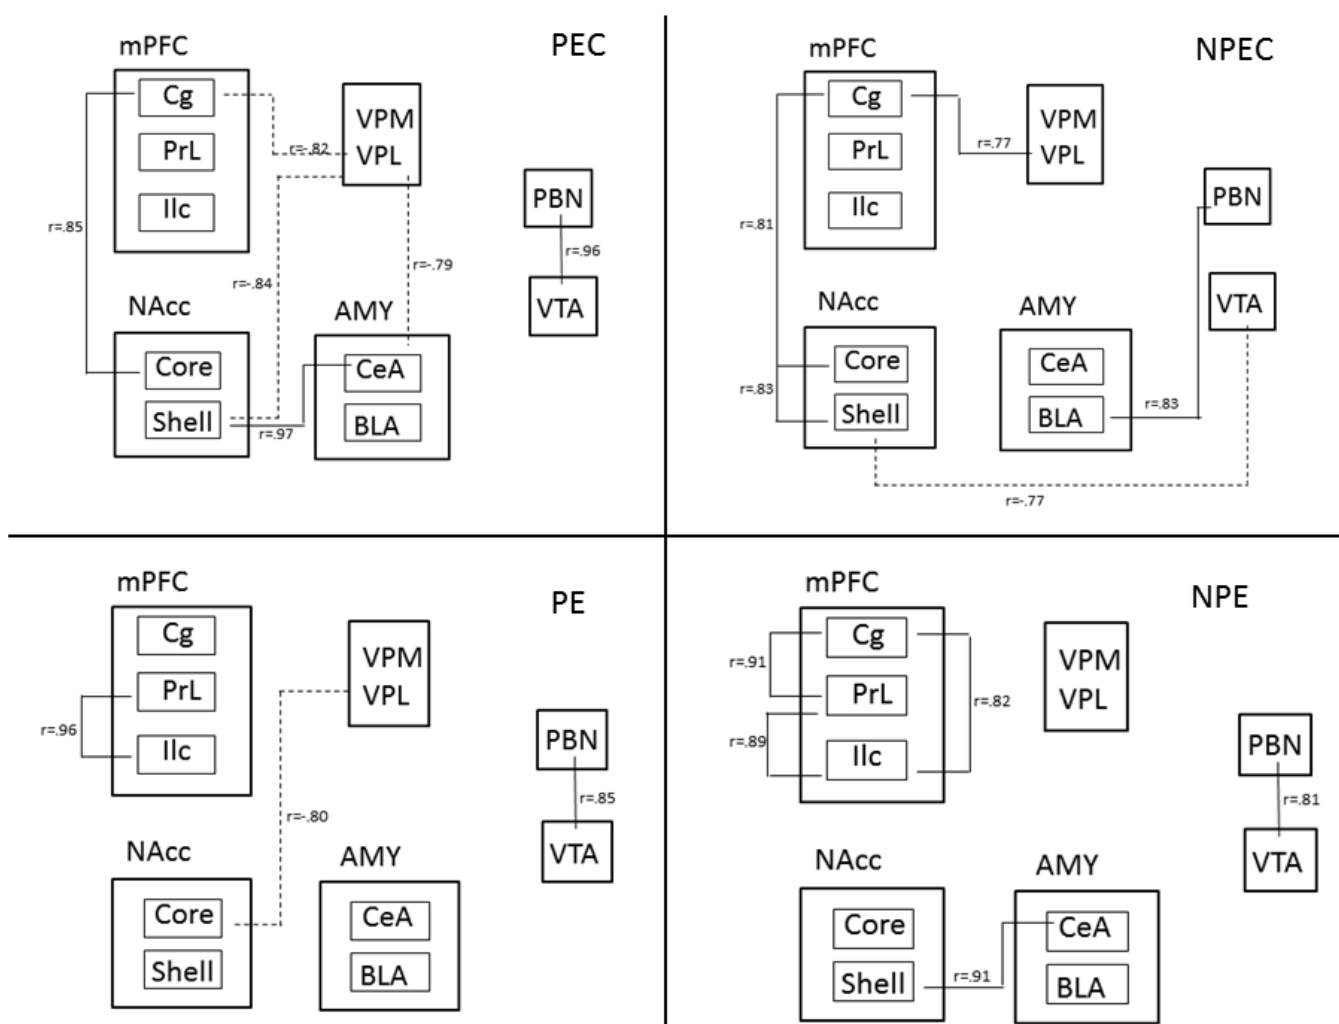 mPFC
PEC
Cg
VPM
PrL
r=-.82
VPL
Ilc
PBN
r=.85
r=.96
r=-.79
r=-.84
NAcc
AMY
VTA
Core
CeA
Shell
BLA
r=.97
mPFC
NPEC
Cg
VPM
PrL
r=.77
VPL
Ilc
PBN
r=.81
NAcc
AMY
VTA
Core
CeA
r=.83
Shell
BLA
r=.83
r=-.77
mPFC
PE
Cg
VPM
PrL
VPL
r=.96
Ilc
PBN
r=.85
r=-.80
NAcc
AMY
VTA
Core
CeA
Shell
BLA
mPFC
NPE
Cg
r=.91
VPM
PrL
VPL
r=.82
r=.89
Ilc
PBN
r=.81
NAcc
AMY
VTA
Core
CeA
Shell
r=.91
BLA